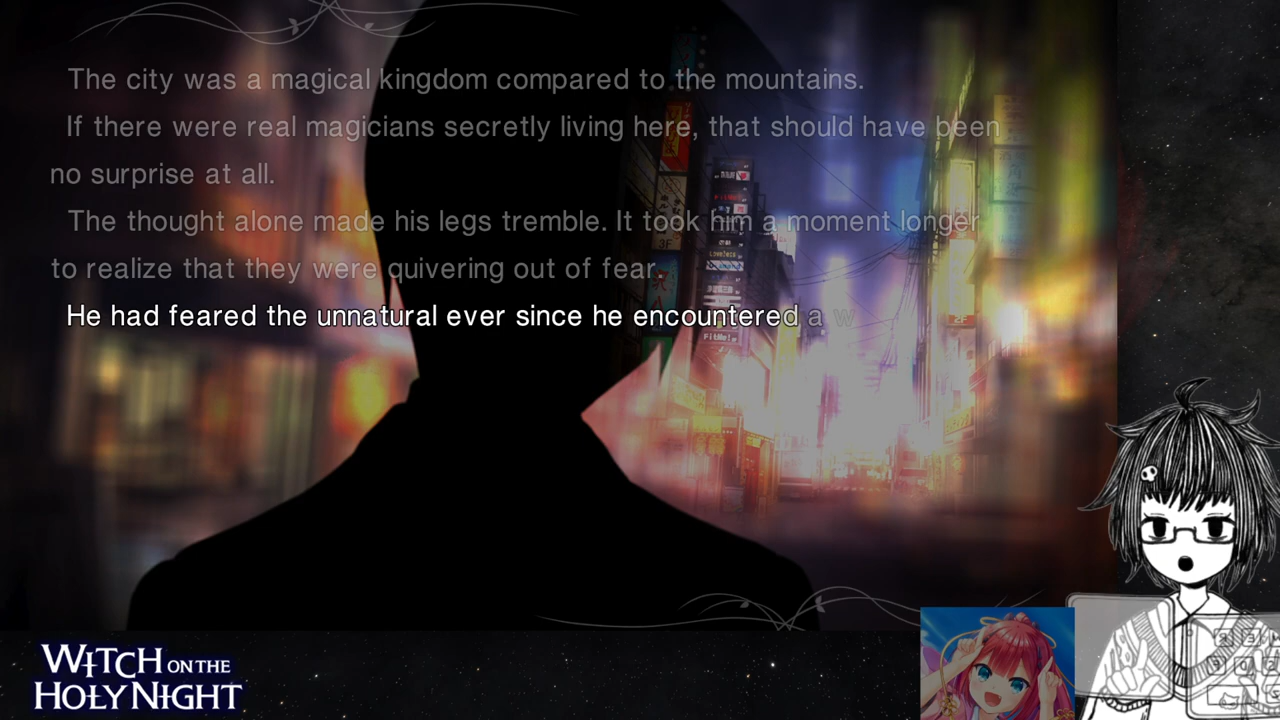 The city was a magical kingdom compared to the mountains.
If there were real magicians secretly living here, that should have been
no surprise at all.
The thought alone made his legs tremble. It took him a moment longer
to realize that they were quivering out of fear.
He had feared the unnatural ever since he encountered a w
3F
2F
WITCH ON THE
HOLY NIGHT